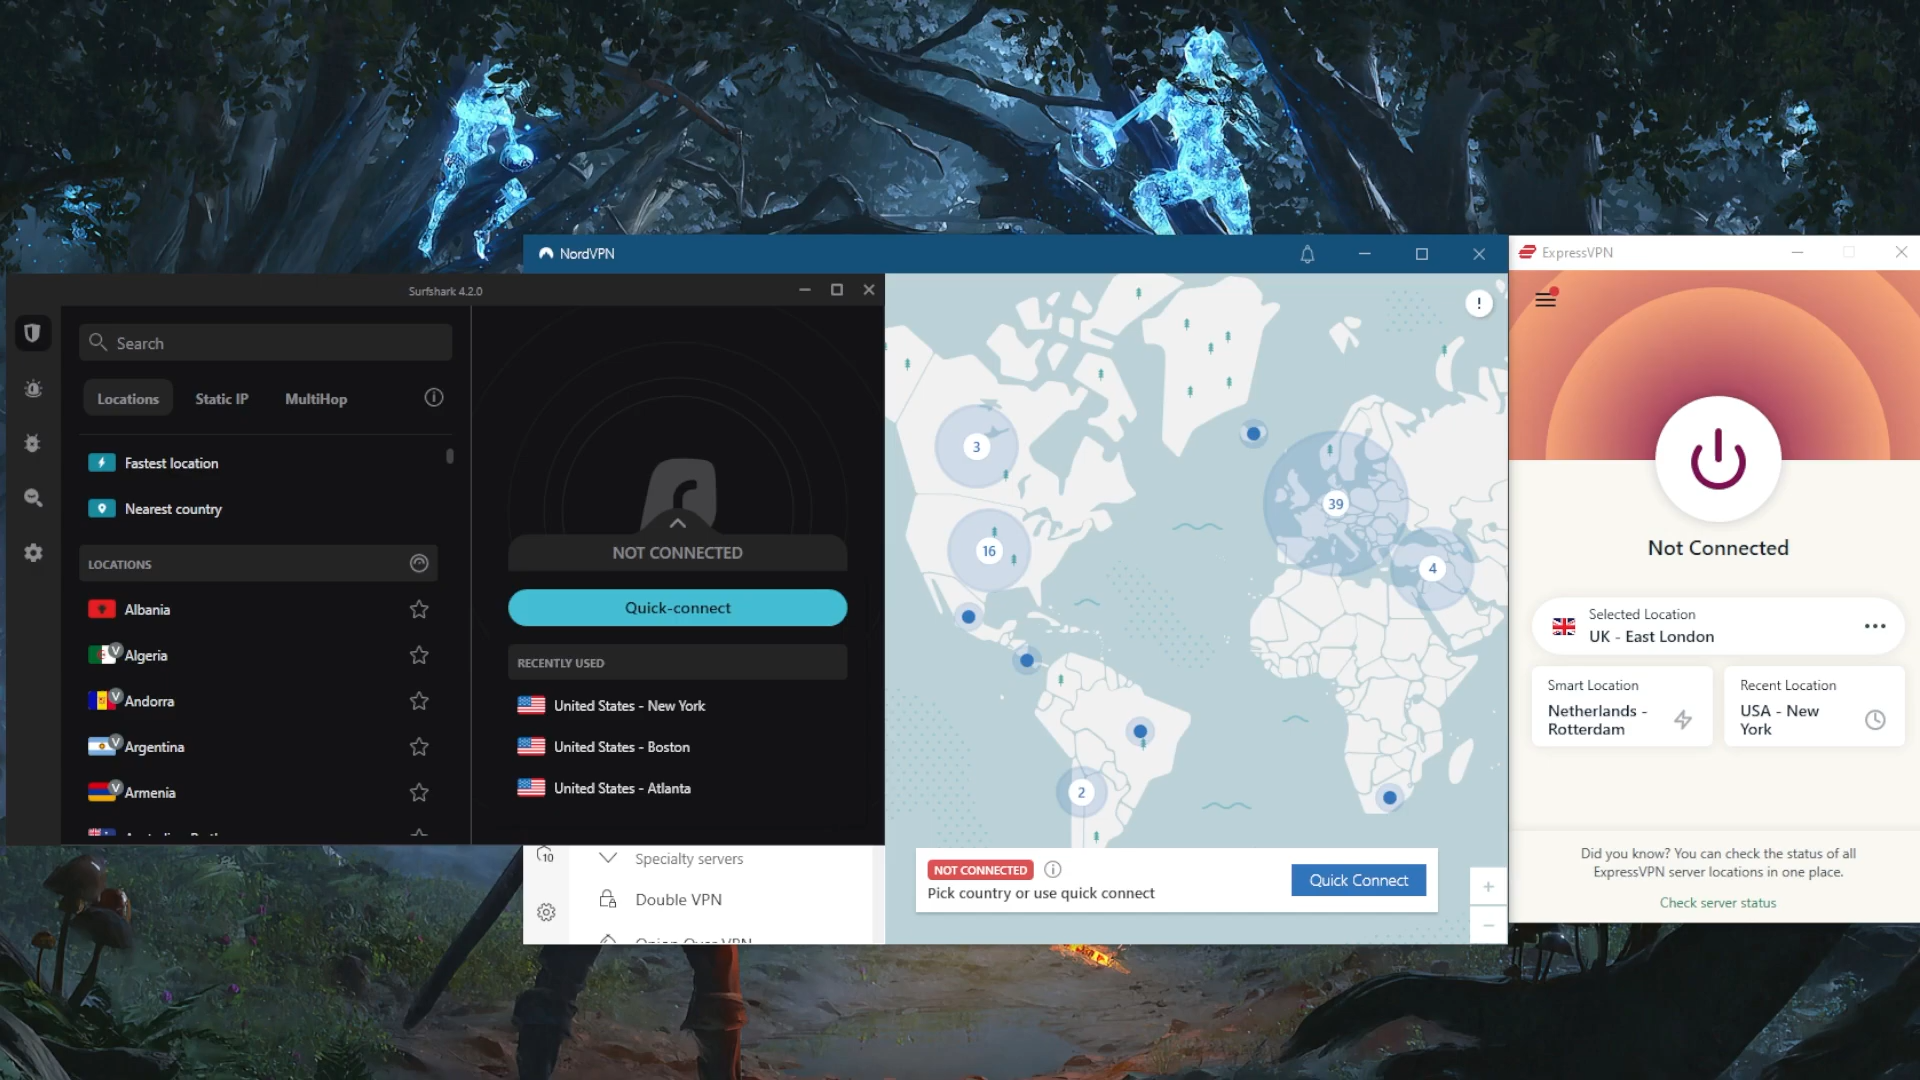 NordVPN
ExpressVPN
Surfshark 4.2.0
Search
Locations
Static IP
MultiHop
Fastest location
Nearest country
LOCATIONS
Albania
V
Algeria
V
Andorra
V
Argentina
V
Armenia
NOT CONNECTED
Quick-connect
RECENTLY USED
United States - New York
United States - Boston
United States - Atlanta
10
Specialty servers
Double VPN
Onion Over VPN
!
3
16
39
4
2
NOT CONNECTED
Pick country or use quick connect
Quick Connect
Not Connected
Selected Location
UK - East London
Smart Location
Netherlands -
Rotterdam
Recent Location
USA - New
York
Did you know? You can check the status of all
ExpressVPN server locations in one place.
Check server status